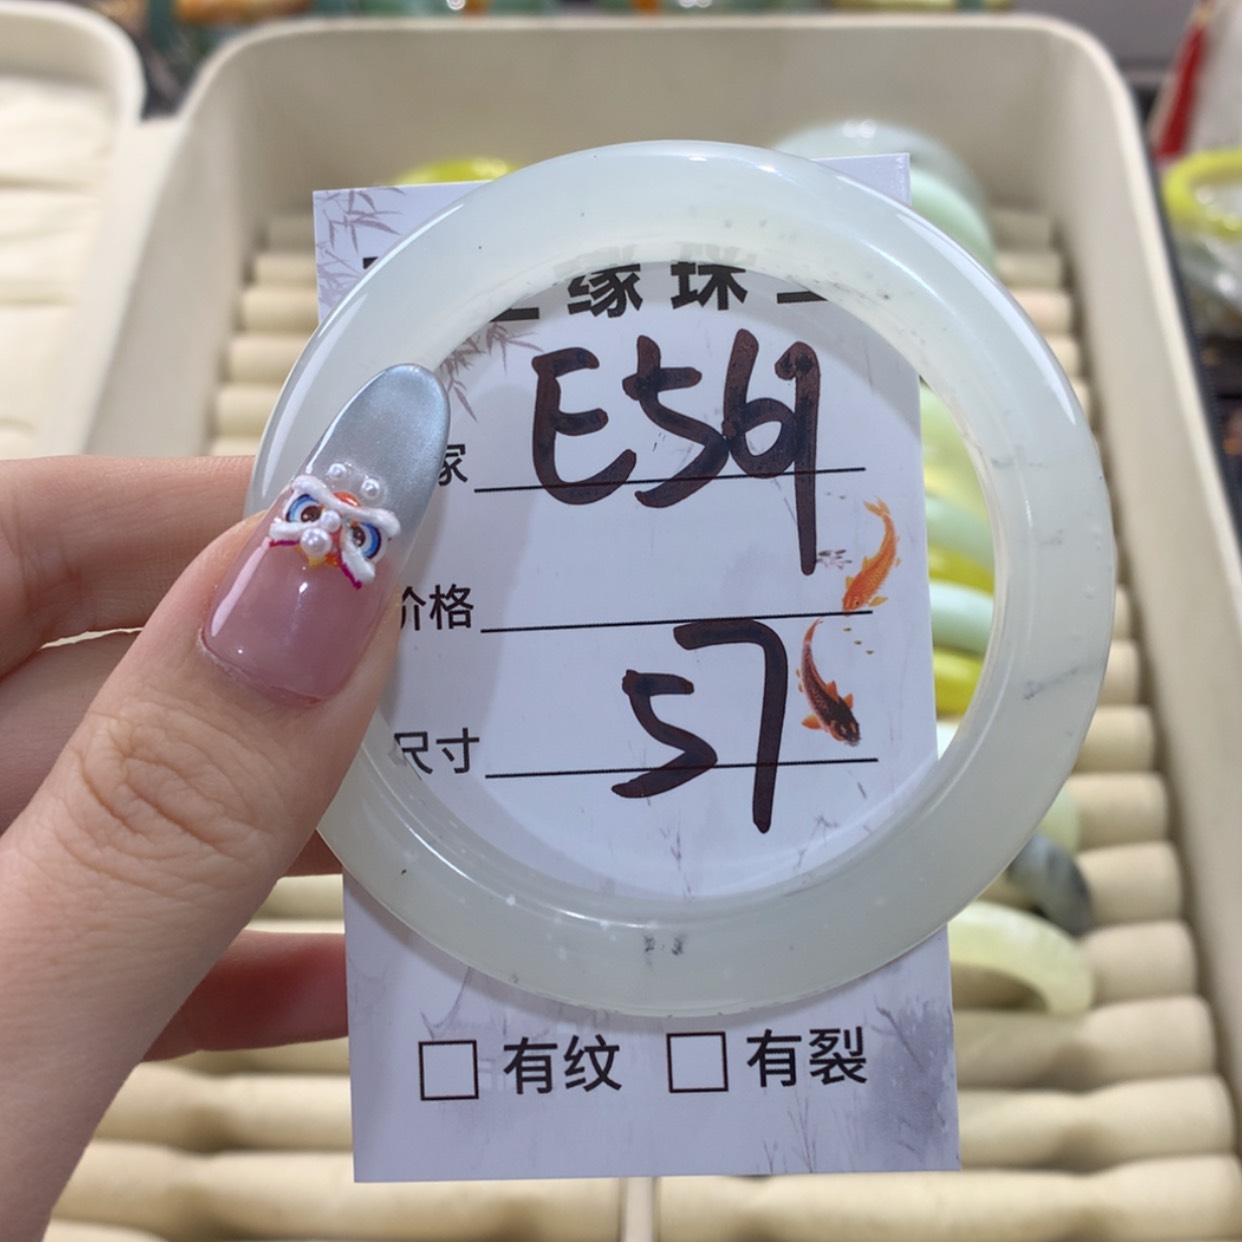 缘珠
家 E569
价格
尺寸 57
有纹 有裂